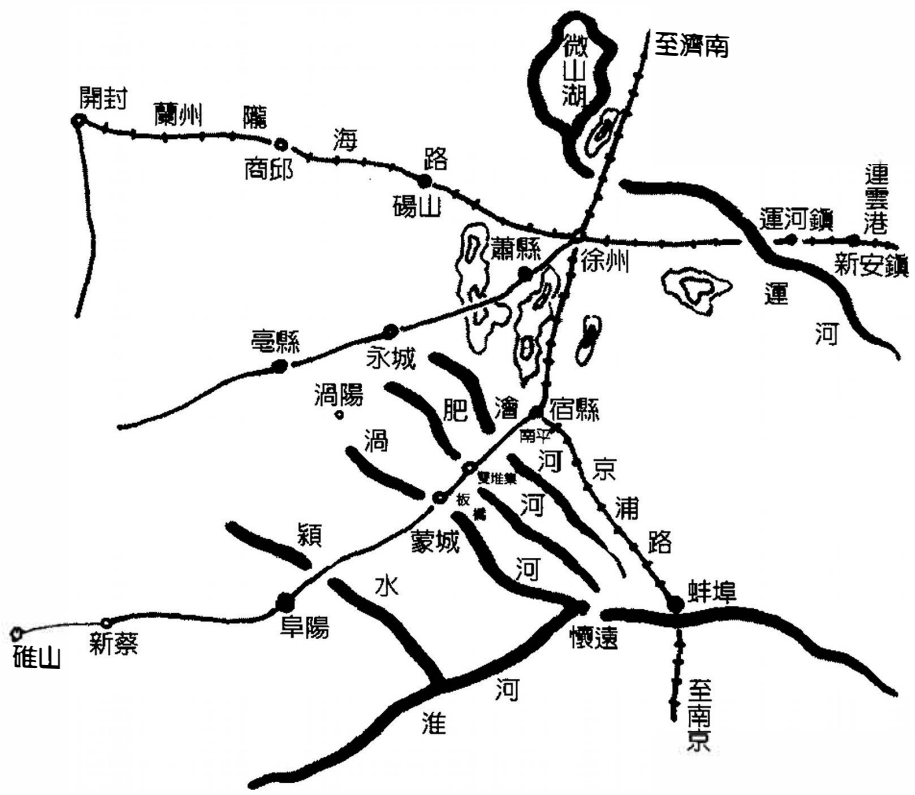 微山湖
至濟南
開封
蘭州
隴
海
路
商邱
碭山
蕭縣
徐州
運河鎮
連雲港
新安鎮
運
河
亳縣
永城
渦陽
渦
肥
澮
宿縣
南平
雙堆集
板
橋
蒙城
河
河
河
京
浦
路
潁
水
阜陽
新蔡
碓山
懷遠
蚌埠
淮
河
至南京